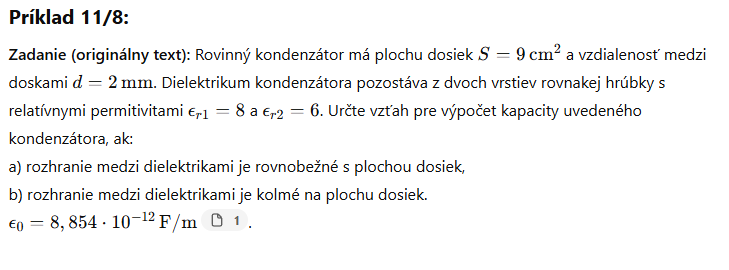 Príklad 11/8:
Zadanie (originálny text): Rovinný kondenzátor má plochu dosiek S = 9 cm² a vzdialenosť medzi
doskami d = 2 mm. Dielektrikum kondenzátora pozostáva z dvoch vrstiev rovnakej hrúbky s
relatívnymi permitivitami ϵr1 = 8 a ϵr2 = 6. Určte vzťah pre výpočet kapacity uvedeného
kondenzátora, ak:
a) rozhranie medzi dielektrikami je rovnobežné s plochou dosiek,
b) rozhranie medzi dielektrikami je kolmé na plochu dosiek.
ϵ0 = 8,854 · 10⁻¹² F/m 1 .